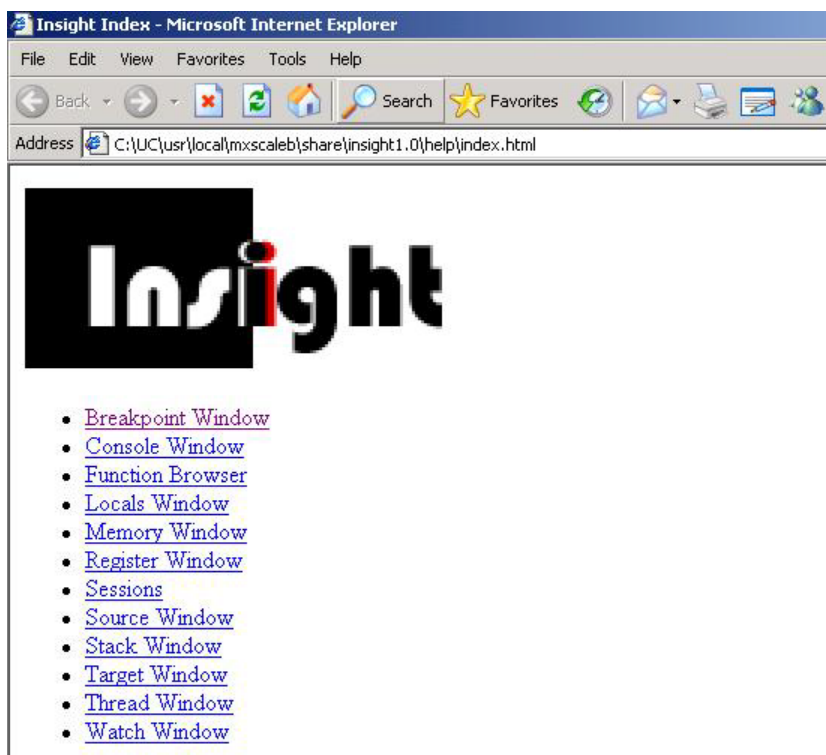 Insight Index - Microsoft Internet Explorer
File Edit View Favorites Tools Help
Back Search Favorites
Address C:\UC\usr\local\mxscaleb\share\insight1.0\help\index.html
Insight
Breakpoint Window
Console Window
Function Browser
Locals Window
Memory Window
Register Window
Sessions
Source Window
Stack Window
Target Window
Thread Window
Watch Window